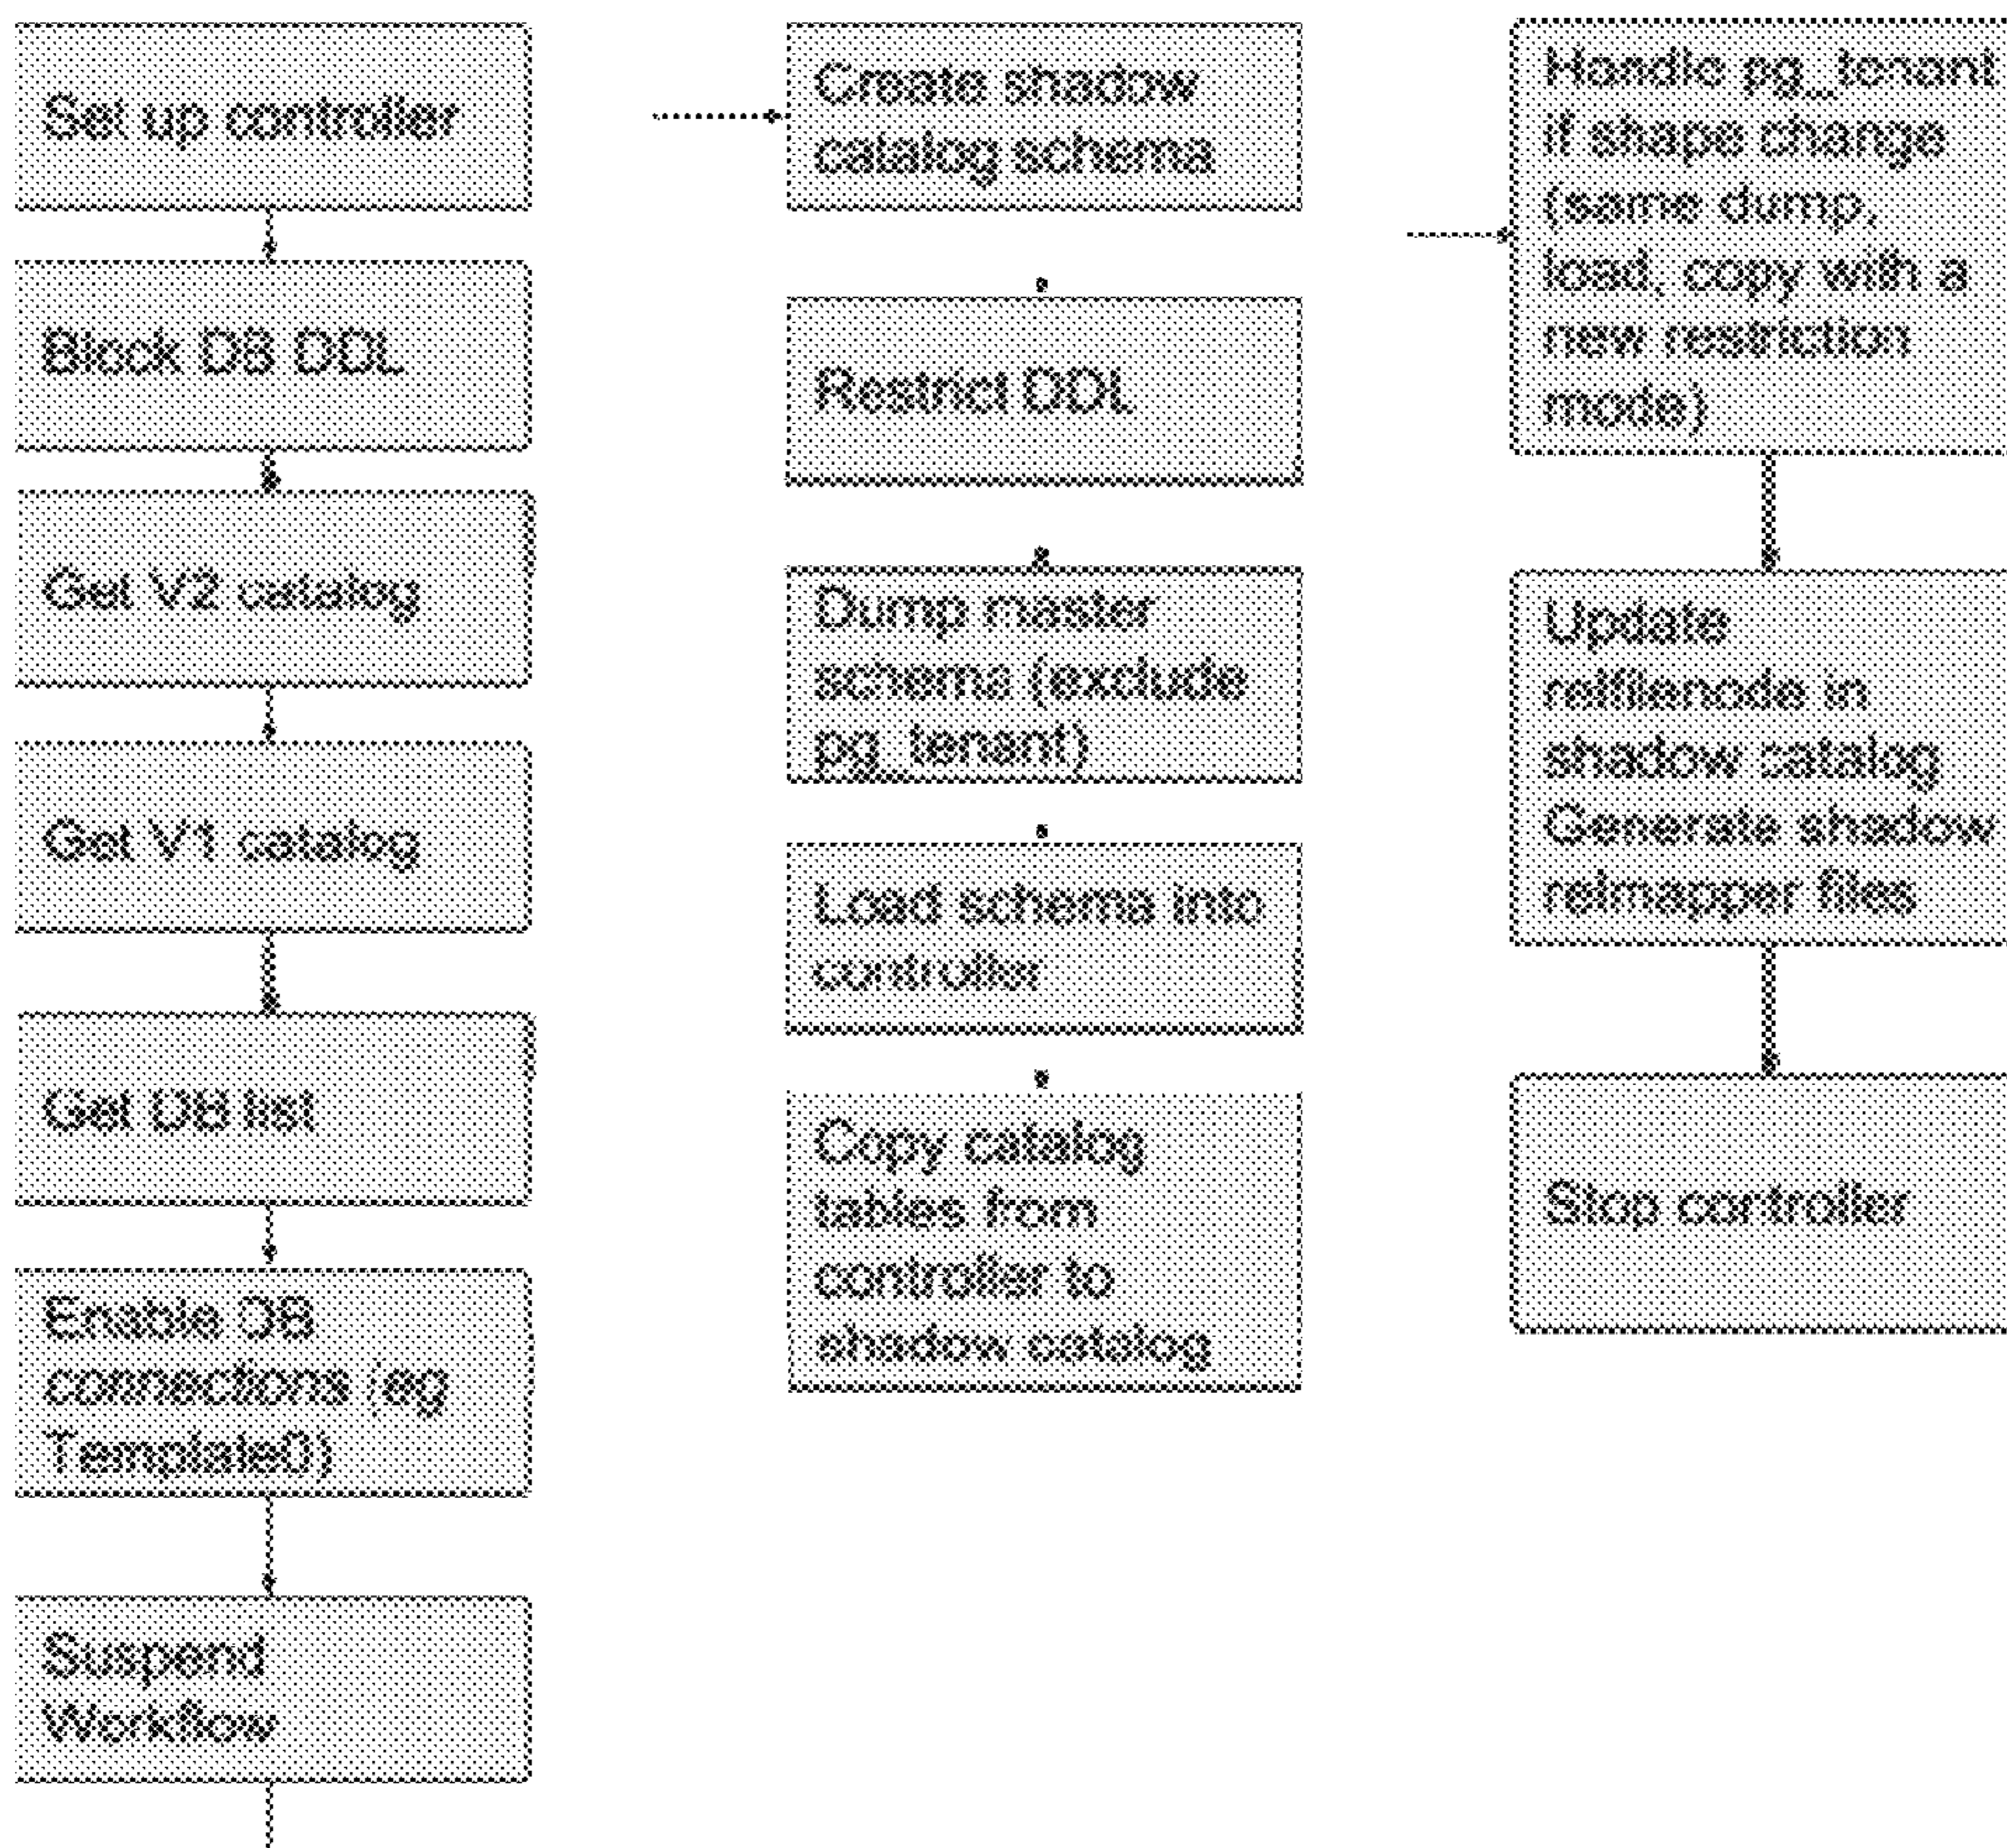 Set up controller
Block DB DDL
Get V2 catalog
Get V1 catalog
Get DB list
Enable DB
connections (eg
Template0)
Suspend
Workflow
Create shadow
catalog schema
Restrict DDL
Dump master
schema (exclude
pg_tenant)
Load schema into
controller
Copy catalog
tables from
controller to
shadow catalog
Handle pg_tenant
if shape change
(same dump,
load, copy with a
new restriction
mode)
Update
relfilenode in
shadow catalog
Generate shadow
relmapper files
Stop controller